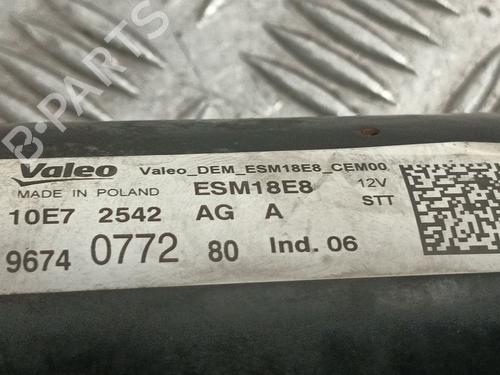 B-PARTS
Valeo
Valeo_DEM_ESM18E8_CEM00
MADE IN POLAND
ESM18E8
12V
STT
10E7 2542 AG A
9674 0772 80 Ind. 06